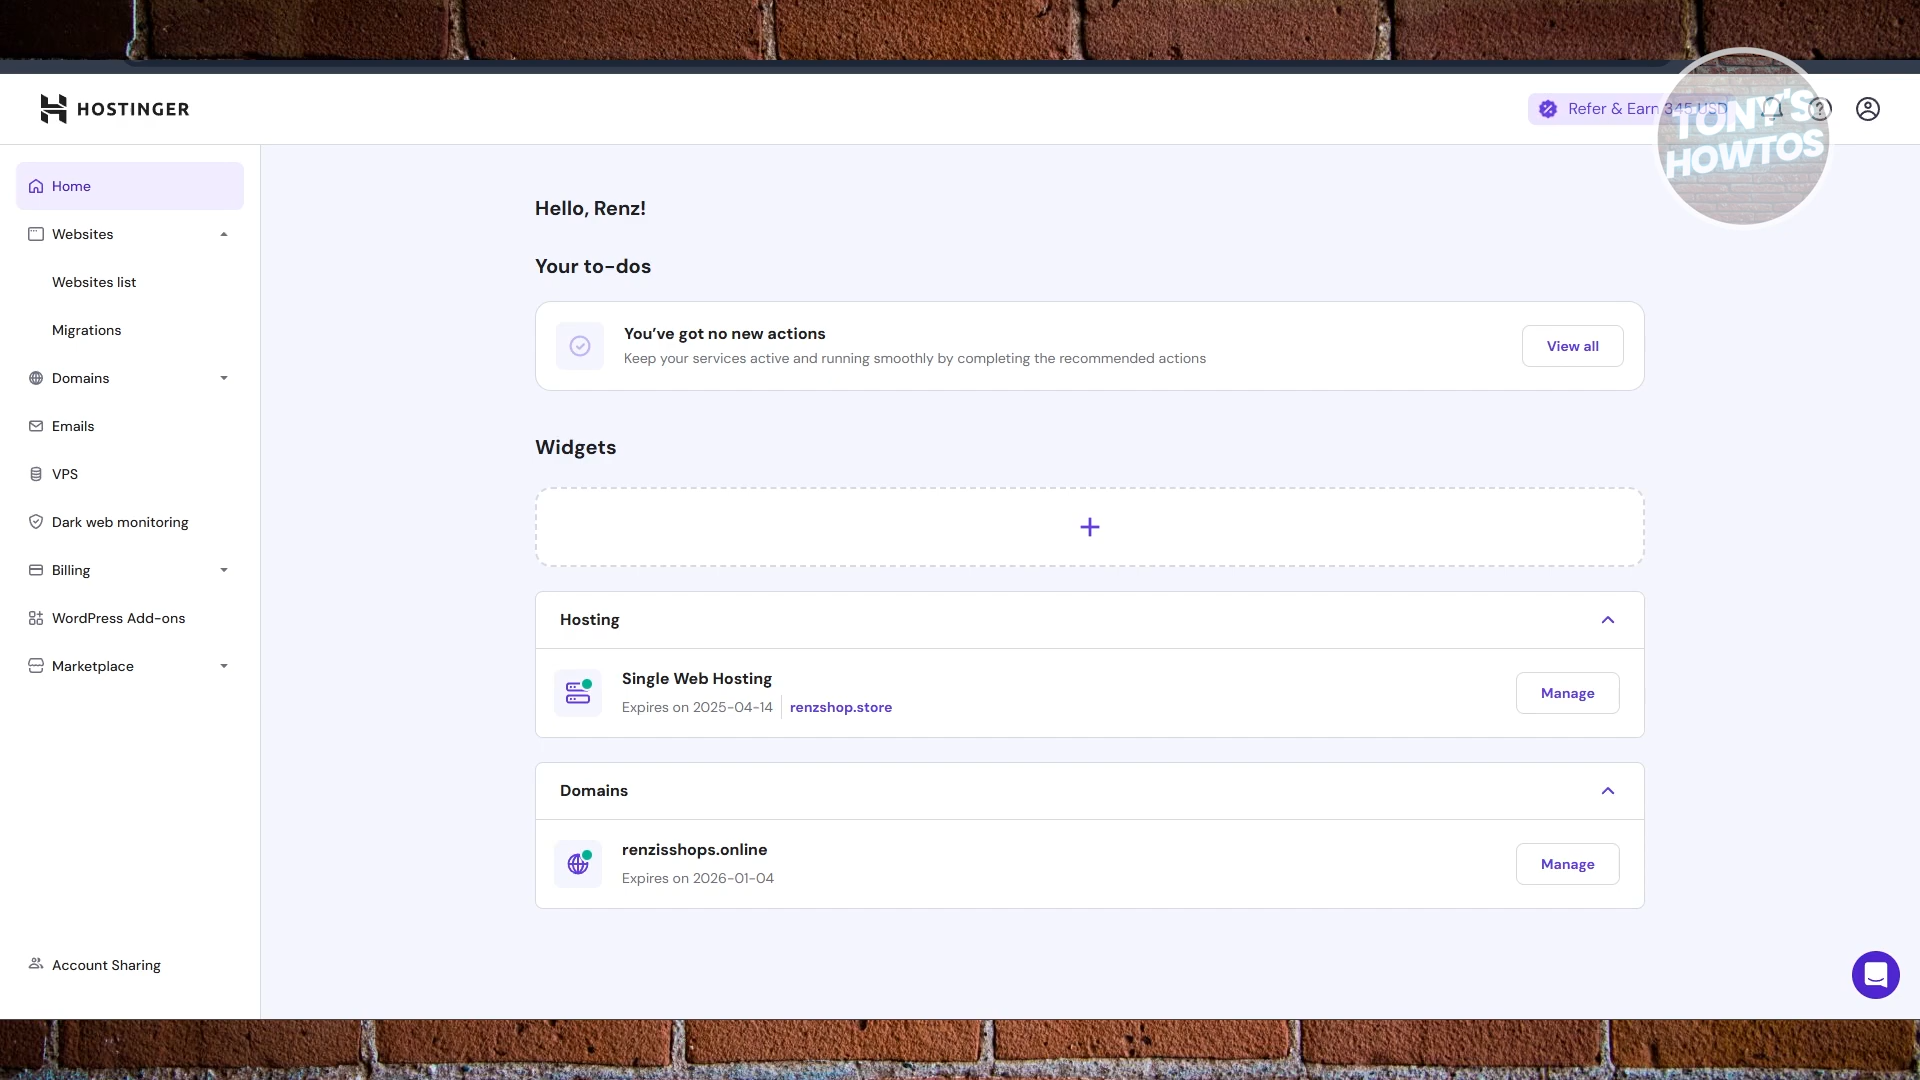 HOSTINGER
Refer & Earn 345 USD
TONY'S
HOWTOS
Home
Websites
Websites list
Migrations
Domains
Emails
VPS
Dark web monitoring
Billing
WordPress Add-ons
Marketplace
Account Sharing
Hello, Renz!
Your to-dos
You've got no new actions
Keep your services active and running smoothly by completing the recommended actions
View all
Widgets
Hosting
Single Web Hosting
Expires on 2025-04-14 renzshop.store
Manage
Domains
renzisshops.online
Expires on 2026-01-04
Manage